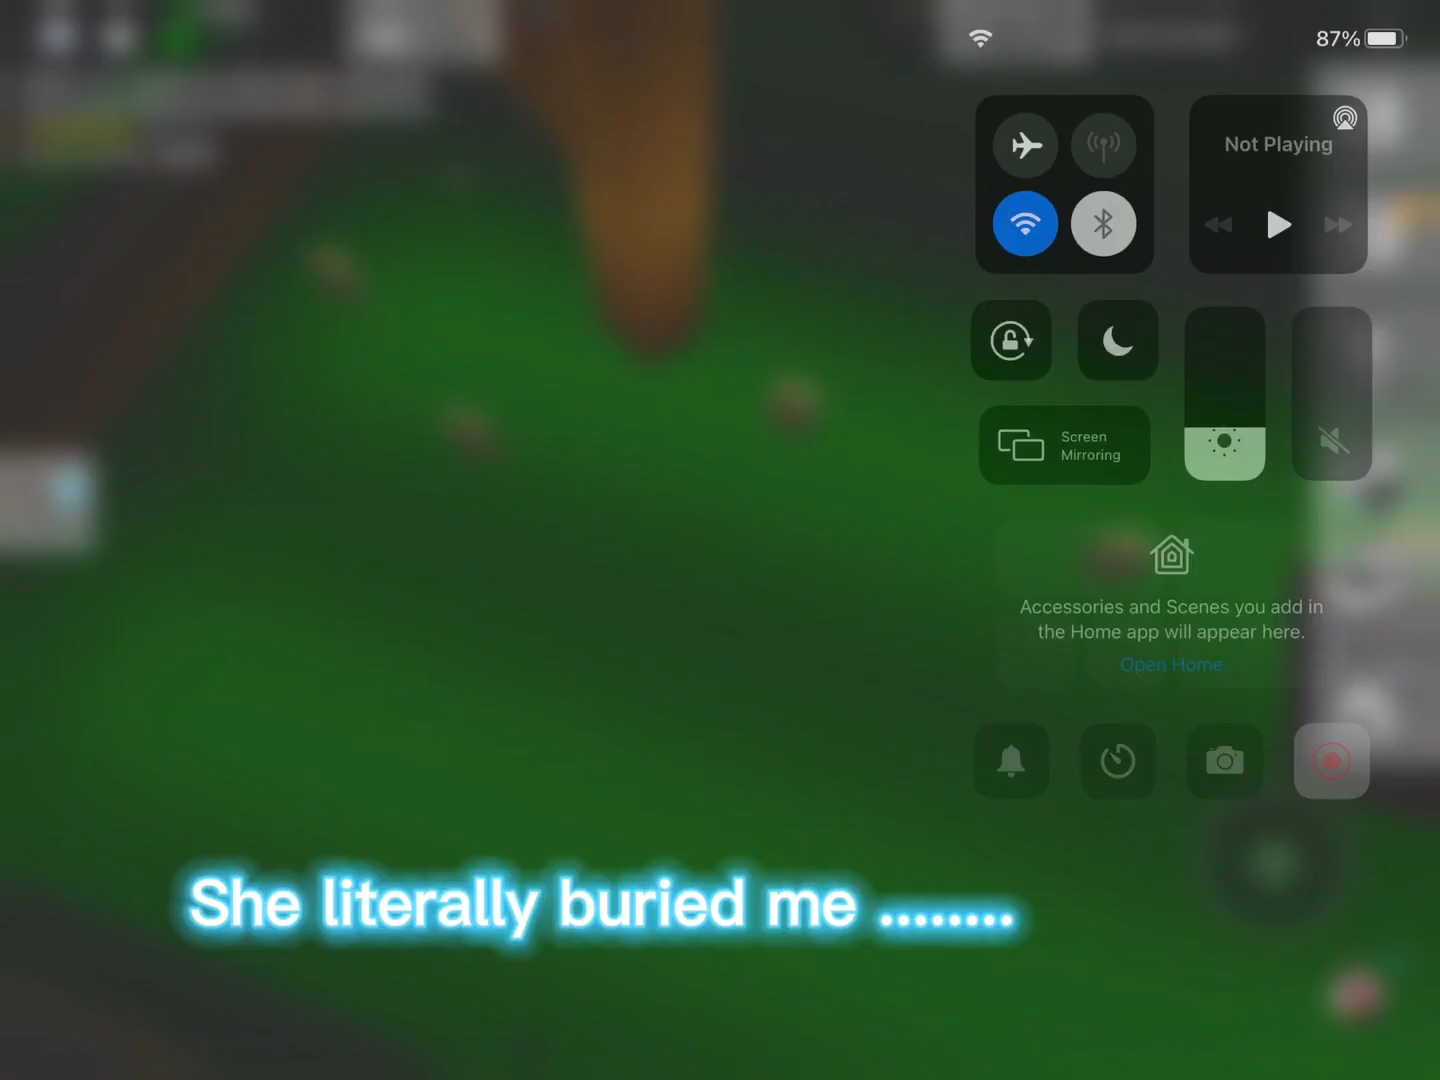 87%
Not Playing
Screen
Mirroring
Accessories and Scenes you add in
the Home app will appear here.
Open Home
She literally buried me ........